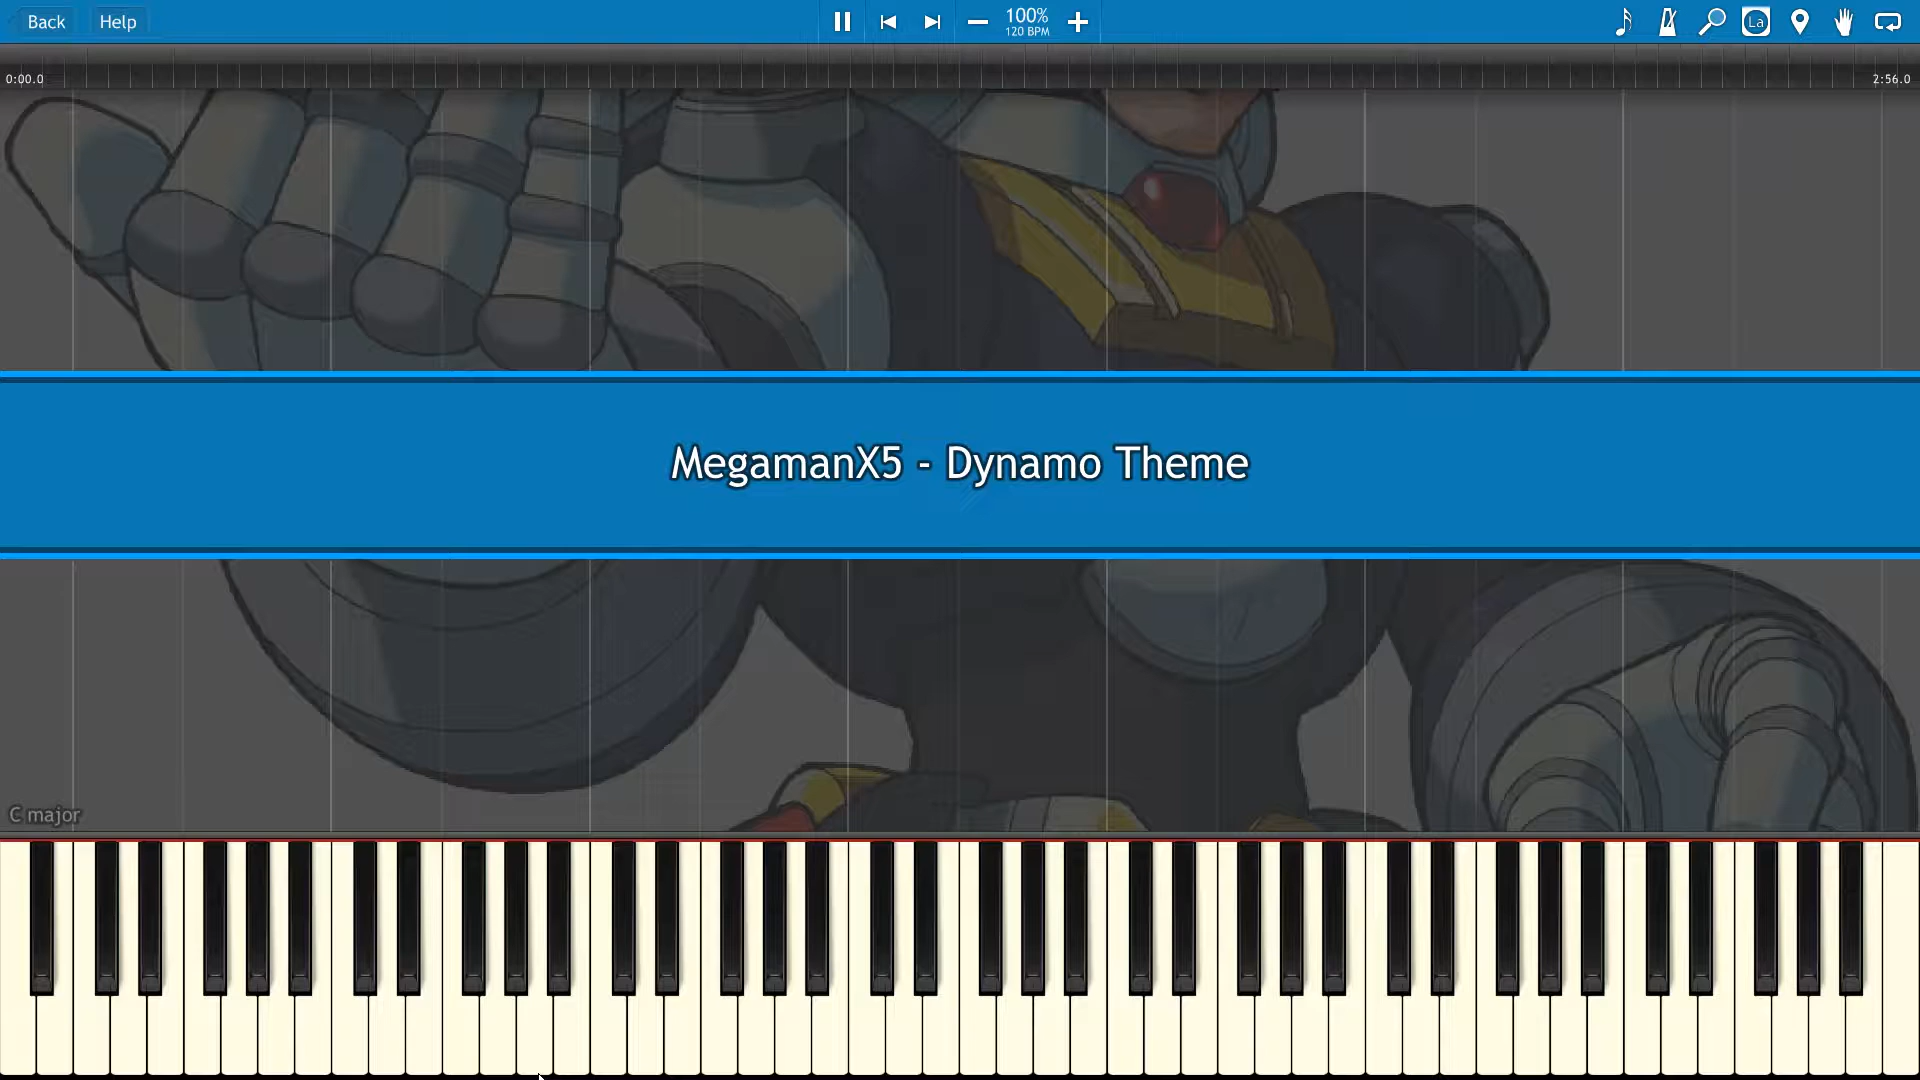 Back Help 100% La
120 BPM
0:00.0 2:56.0
MegamanX5 - Dynamo Theme
C major